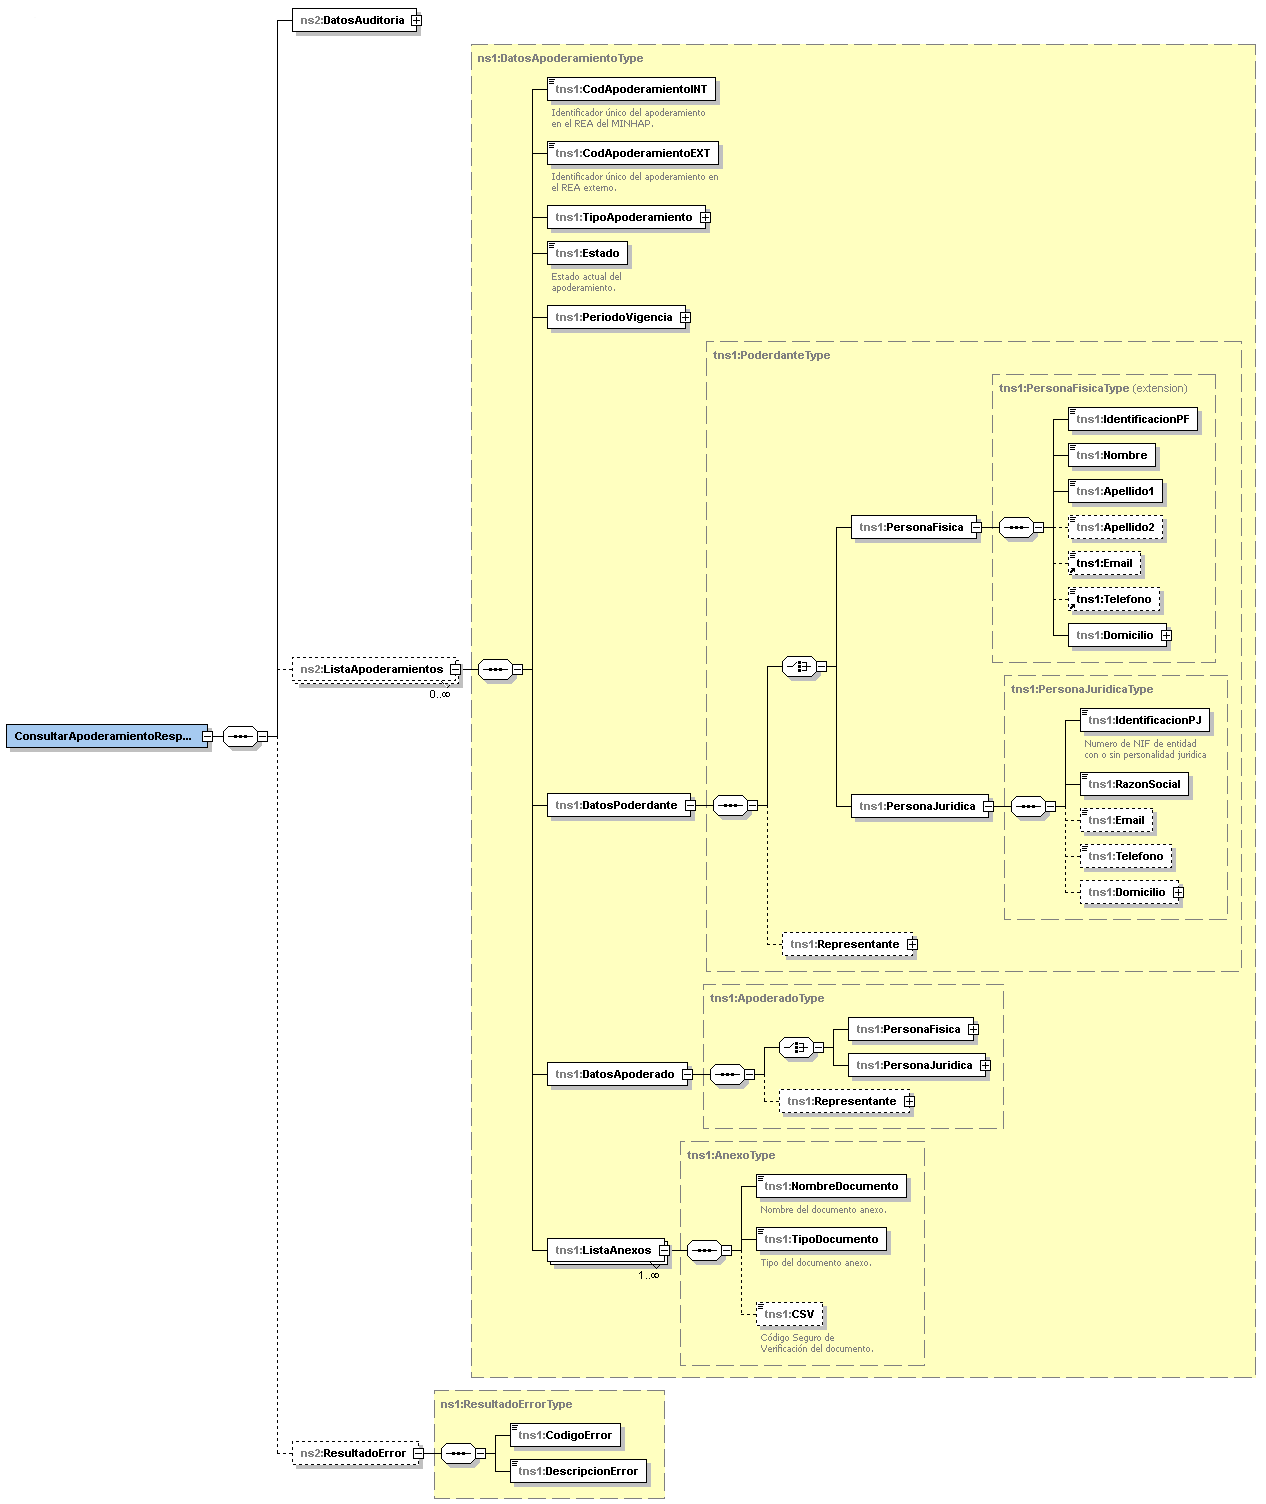 ns2:DatosAuditoria
ns1:DatosApoderamientoType
tns1:CodApoderamientoINT
Identificador único del apoderamiento
en el REA del MINHAP.
tns1:CodApoderamientoEXT
Identificador único del apoderamiento en
el REA externo.
tns1:TipoApoderamiento
tns1:Estado
Estado actual del
apoderamiento.
tns1:PeriodoVigencia
tns1:PoderdanteType
tns1:PersonaFisicaType (extension)
tns1:IdentificacionPF
tns1:Nombre
tns1:Apellido1
tns1:PersonaFisica
tns1:Apellido2
tns1:Email
tns1:Telefono
tns1:Domicilio
ns2:ListaApoderamientos
0..∞
tns1:PersonaJuridicaType
tns1:IdentificacionPJ
Numero de NIF de entidad
con o sin personalidad juridica
ConsultarApoderamientoResp...
tns1:RazonSocial
tns1:DatosPoderdante
tns1:PersonaJuridica
tns1:Email
tns1:Telefono
tns1:Domicilio
tns1:Representante
tns1:ApoderadoType
tns1:PersonaFisica
tns1:PersonaJuridica
tns1:DatosApoderado
tns1:Representante
tns1:AnexoType
tns1:NombreDocumento
Nombre del documento anexo.
tns1:TipoDocumento
Tipo del documento anexo.
tns1:ListaAnexos
1..∞
tns1:CSV
Código Seguro de
Verificación del documento.
ns1:ResultadoErrorType
tns1:CodigoError
ns2:ResultadoError
tns1:DescripcionError